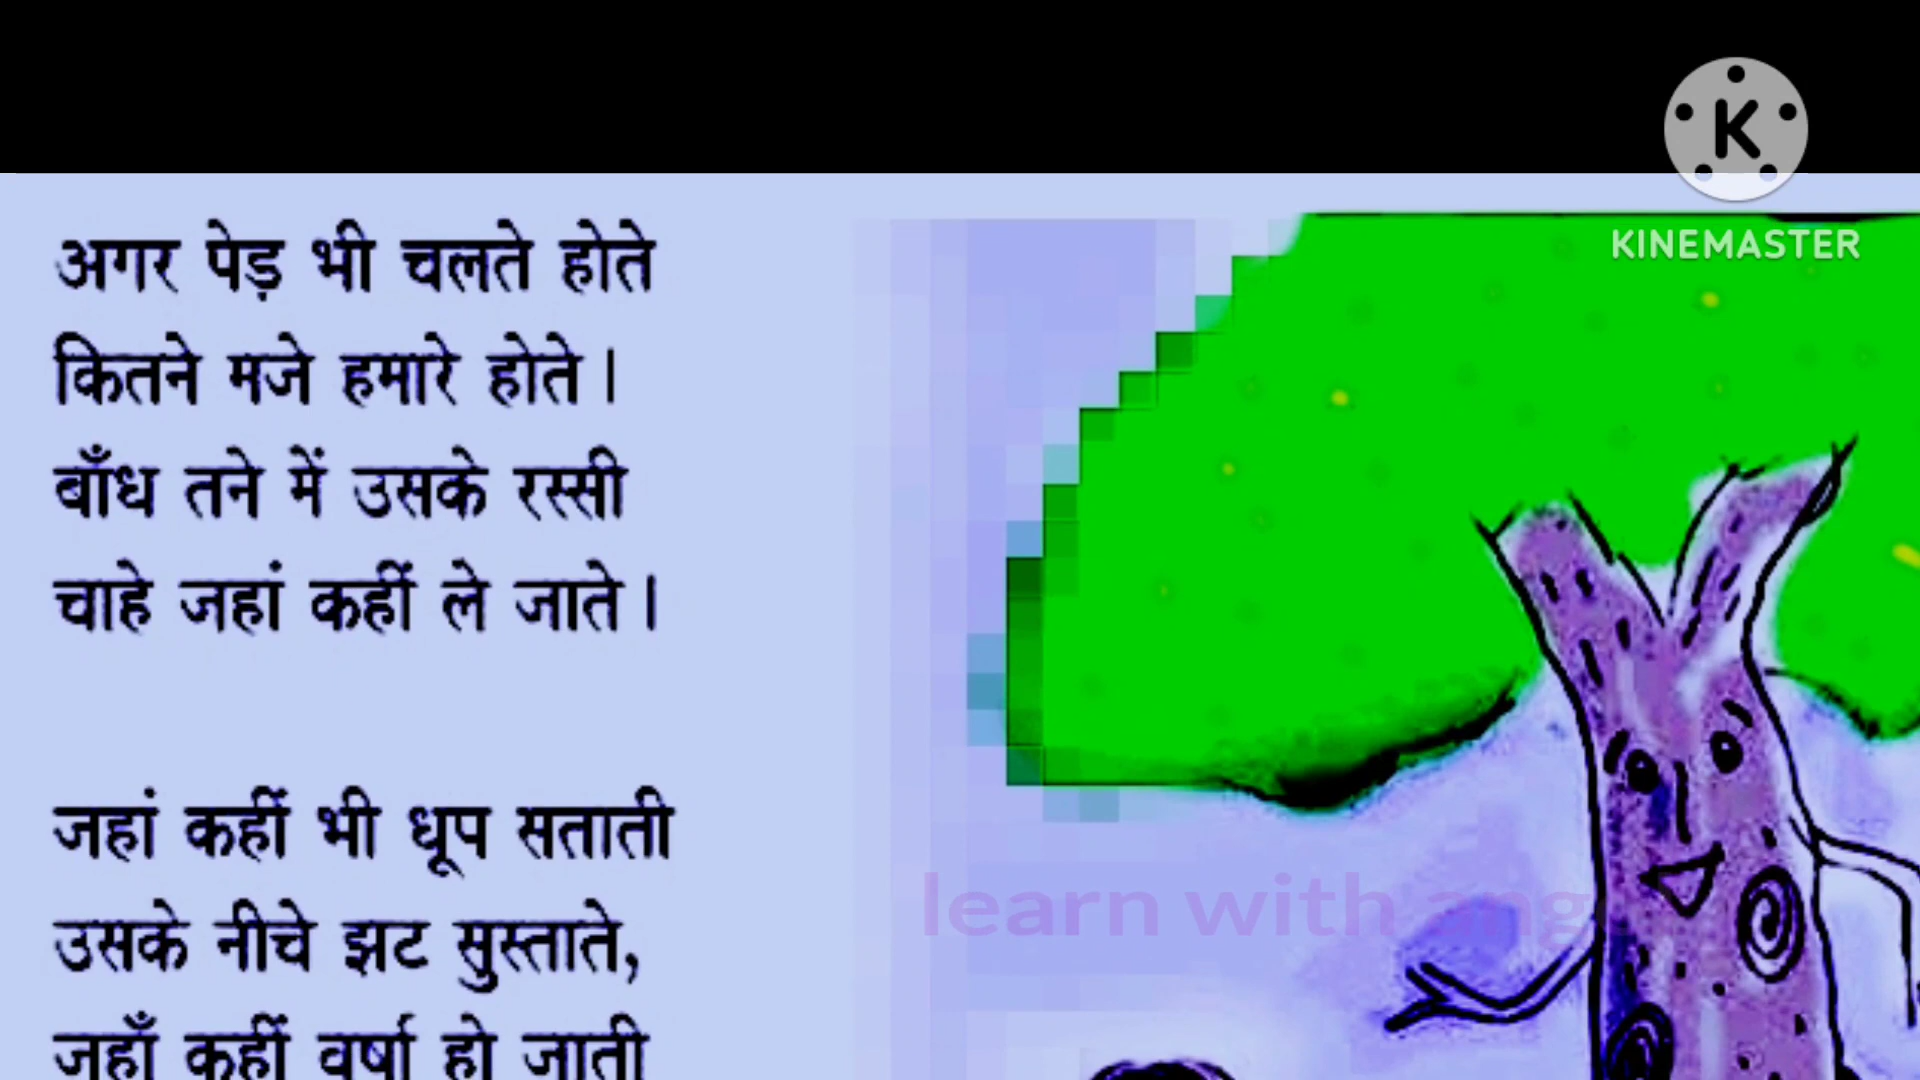 K
KINEMASTER
अगर पेड़ भी चलते होते
कितने मजे हमारे होते।
बाँध तने में उसके रस्सी
चाहे जहां कहीं ले जाते।
जहां कहीं भी धूप सताती
उसके नीचे झट सुस्ताते,
जहाँ कहीं वर्षा हो जाती
learn with